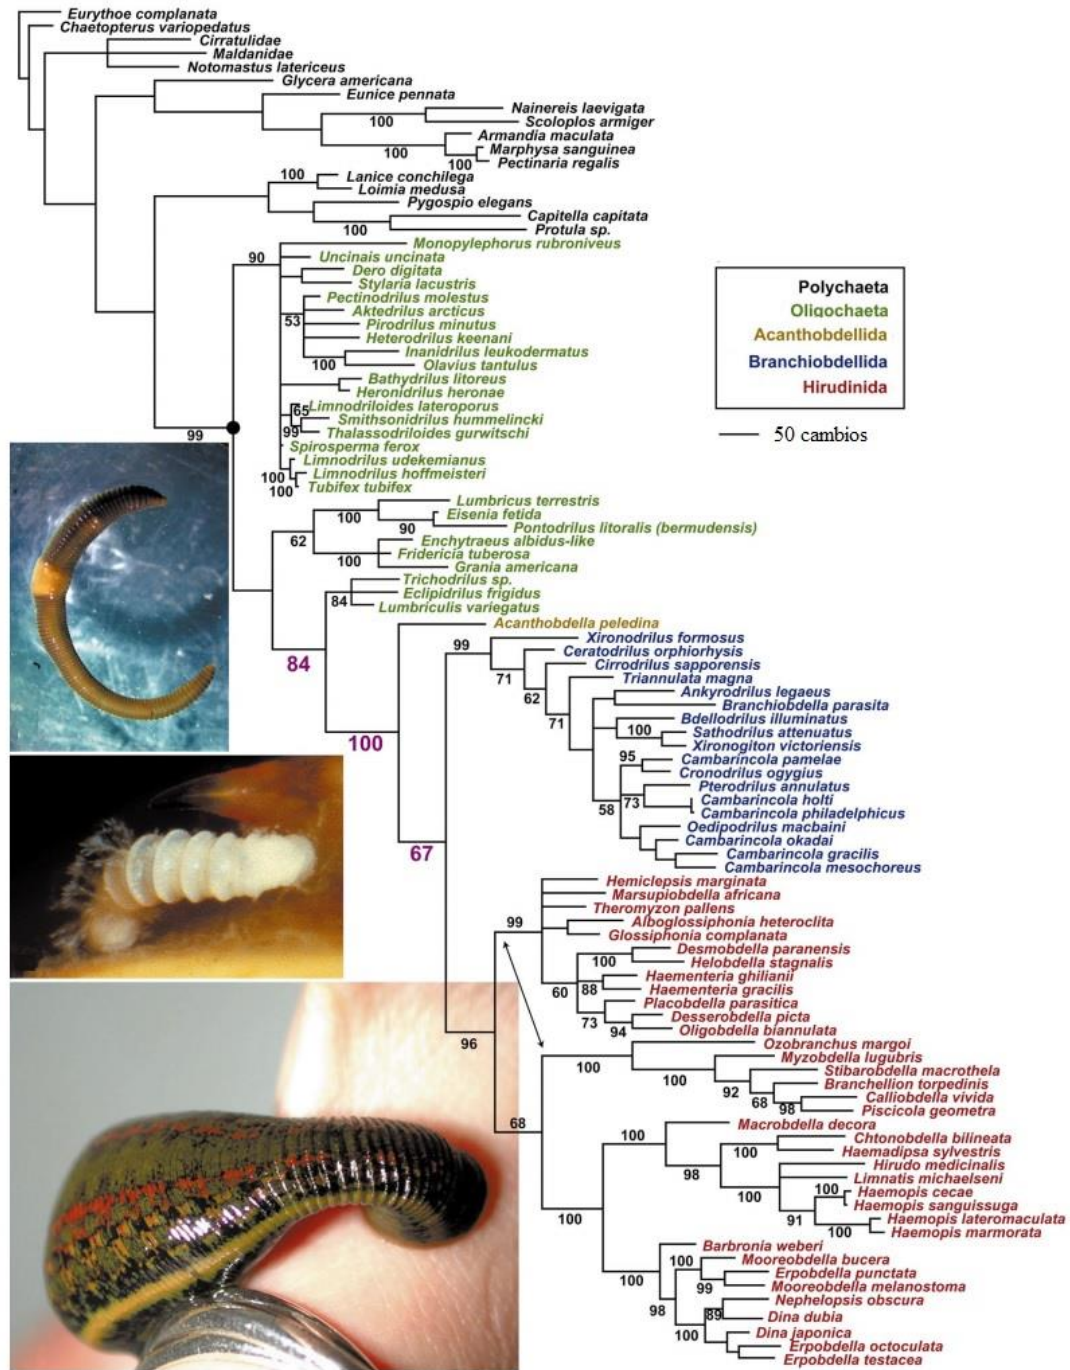 Eurythoe complanata
Chaetopterus variopedatus
Cirratulidae
Maldanidae
Notomastus latericeus
Glycera americana
Eunice pennata
Nainereis laevigata
100
Scoloplos armiger
Armandia maculata
100
Marphysa sanguinea
100
Pectinaria regalis
100
Lanice conchilega
Loimia medusa
Pygospio elegans
Capitella capitata
100
Protula sp.
Monopylephorus rubroniveus
90
Uncinais uncinata
Dero digitata
Stylaria lacustris
Pectinodrilus molestus
Aktedrilus arcticus
53
Pirodrilus minutus
Heterodrilus keenani
Inanidrilus leukodermatus
100
Olavius tantulus
Bathydrilus litoreus
Heronidrilus heronae
65
Limnodriloides lateroporus
Smithsonidrilus hummelincki
99
Thalassodriloides gurwitschi
99
Spirosperma ferox
Limnodrilus udekemianus
100
Limnodrilus hoffmeisteri
100
Tubifex tubifex
Polychaeta
Oligochaeta
Acanthobdellida
Branchiobdellida
Hirudinida
50 cambios
Lumbricus terrestris
100
Eisenia fetida
90
Pontodrilus litoralis (bermudensis)
62
Enchytraeus albidus-like
100
Fridericia tuberosa
Grania americana
Trichodrilus sp.
84
Eclipidrilus frigidus
Lumbriculis variegatus
84
Acanthobdella peledina
100
99
Xironodrilus formosus
Ceratodrilus orphiorhysis
71
Cirrodrilus sapporensis
62
Triannulata magna
71
Ankyrodrilus legaeus
Branchiobdella parasita
Bdellodrilus illuminatus
100
Sathodrilus attenuatus
Xironogiton victoriensis
95
Cambarincola pamelae
Cronodrilus ogygius
Pterodrilus annulatus
58
73
Cambarincola holti
Cambarincola philadelphicus
Oedipodrilus macbaini
Cambarincola okadai
Cambarincola gracilis
Cambarincola mesochoreus
67
Hemiclepsis marginata
Marsupiobdella africana
Theromyzon pallens
99
Alboglossiphonia heteroclita
Glossiphonia complanata
Desmobdella paranensis
100
Helobdella stagnalis
Haementeria ghilianii
60
88
Haementeria gracilis
Placobdella parasitica
73
Desserobdella picta
94
Oligobdella biannulata
96
Ozobranchus margoi
100
Myzobdella lugubris
100
Stibarobdella macrothela
92
Branchellion torpedinis
68
Calliobdella vivida
98
Piscicola geometra
68
Macrobdella decora
100
Chtonobdella bilineata
100
Haemadipsa sylvestris
98
Hirudo medicinalis
100
Limnatis michaelseni
100
Haemopis cecae
Haemopis sanguissuga
91
Haemopis lateromaculata
100
Haemopis marmorata
100
Barbronia weberi
100
Mooreobdella bucera
100
Erpobdella punctata
99
Mooreobdella melanostoma
98
Nephelopsis obscura
89
Dina dubia
100
Dina japonica
Erpobdella octoculata
Erpobdella testacea